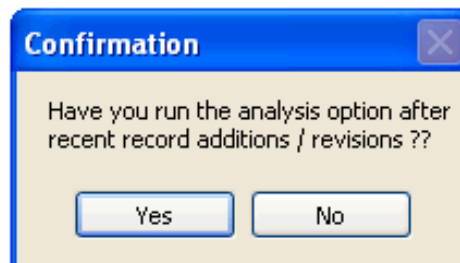 Confirmation
Have you run the analysis option after
recent record additions / revisions ??
Yes
No